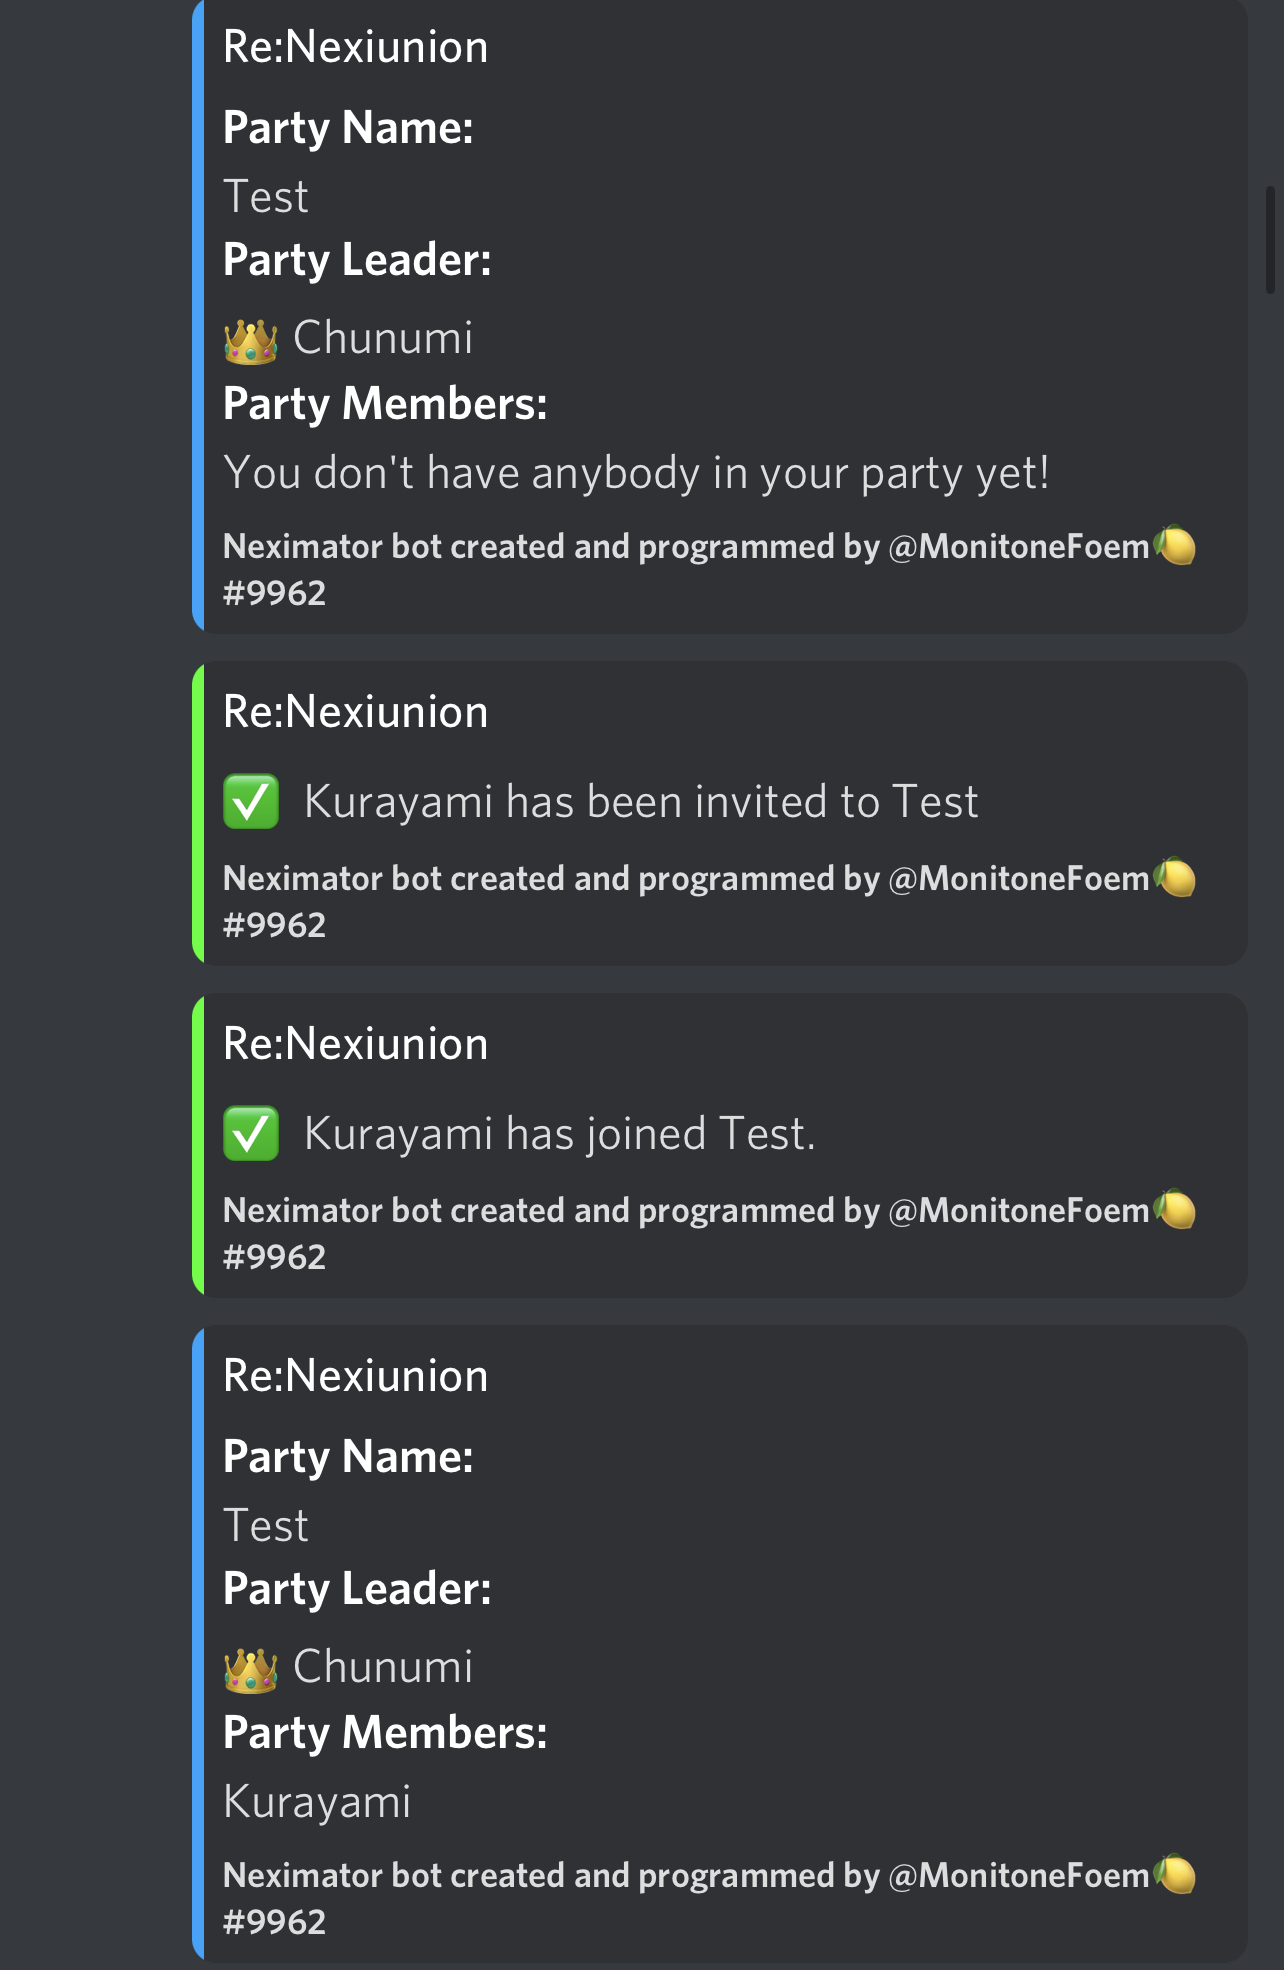 Re:Nexiunion
Party Name:
Test
Party Leader:
👑 Chunumi
Party Members:
You don't have anybody in your party yet!
Neximator bot created and programmed by @MonitoneFoem🍋
#9962
Re:Nexiunion
✅ Kurayami has been invited to Test
Neximator bot created and programmed by @MonitoneFoem🍋
#9962
Re:Nexiunion
✅ Kurayami has joined Test.
Neximator bot created and programmed by @MonitoneFoem🍋
#9962
Re:Nexiunion
Party Name:
Test
Party Leader:
👑 Chunumi
Party Members:
Kurayami
Neximator bot created and programmed by @MonitoneFoem🍋
#9962